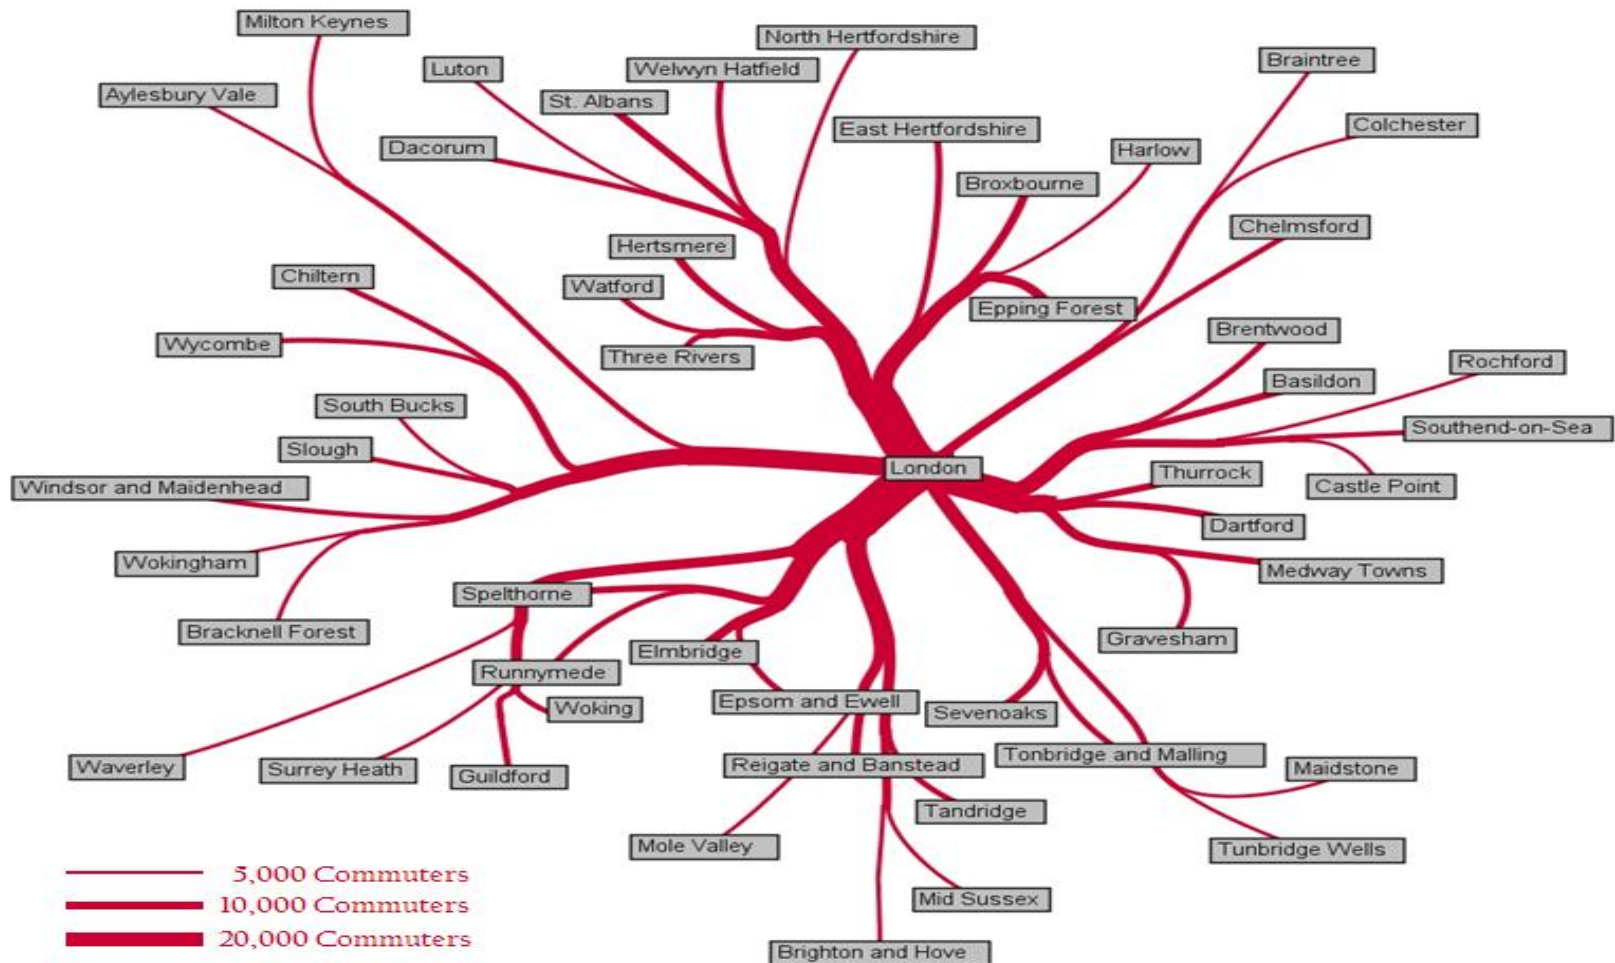 Milton Keynes
North Hertfordshire
Braintree
Luton
Welwyn Hatfield
Aylesbury Vale
St. Albans
Colchester
East Hertfordshire
Dacorum
Harlow
Broxbourne
Chelmsford
Hertsmere
Chiltern
Watford
Epping Forest
Brentwood
Wycombe
Three Rivers
Rochford
Basildon
South Bucks
Southend-on-Sea
Slough
London
Thurrock
Windsor and Maidenhead
Castle Point
Dartford
Wokingham
Medway Towns
Spelthorne
Bracknell Forest
Gravesham
Elmbridge
Runnymede
Epsom and Ewell
Woking
Sevenoaks
Tonbridge and Malling
Waverley
Surrey Heath
Guildford
Reigate and Banstead
Maidstone
Tandridge
Mole Valley
Tunbridge Wells
5,000 Commuters
Mid Sussex
10,000 Commuters
20,000 Commuters
Brighton and Hove